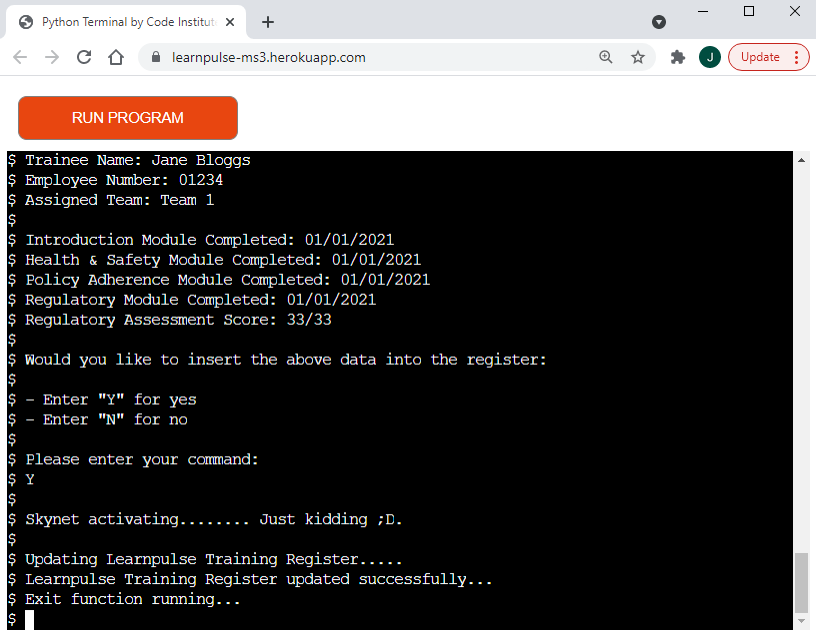 Python Terminal by Code Institut
learnpulse-ms3.herokuapp.com
J
Update
RUN PROGRAM
$ Trainee Name: Jane Bloggs
$ Employee Number: 01234
$ Assigned Team: Team 1
$
$ Introduction Module Completed: 01/01/2021
$ Health & Safety Module Completed: 01/01/2021
$ Policy Adherence Module Completed: 01/01/2021
$ Regulatory Module Completed: 01/01/2021
$ Regulatory Assessment Score: 33/33
$
$ Would you like to insert the above data into the register:
$
$ - Enter "Y" for yes
$ - Enter "N" for no
$
$ Please enter your command:
$ Y
$
$ Skynet activating........ Just kidding ;D.
$
$ Updating Learnpulse Training Register.....
$ Learnpulse Training Register updated successfully...
$ Exit function running...
$